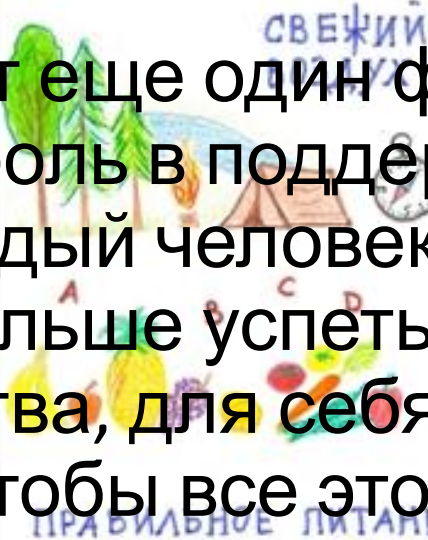 СВЕЖИЙ
т еще один ф
оль в поддер
дый человек
A B C D
льше успеть
тва, для себя
тобы все это
ПРАВИЛЬНОЕ ПИТАН